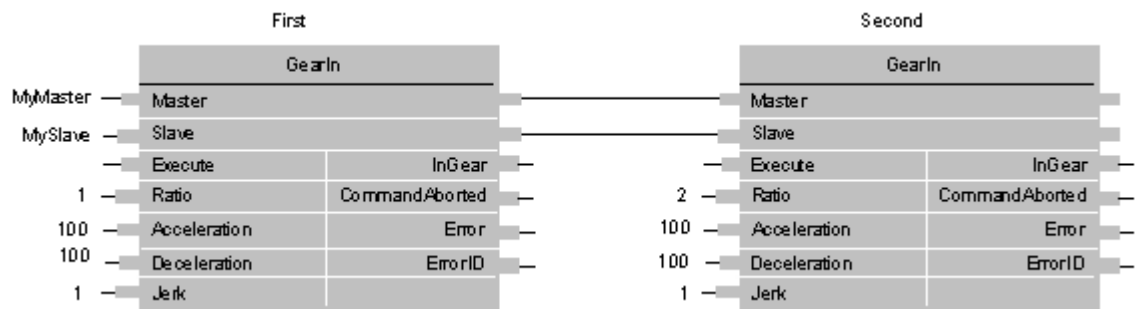 First Second
GearIn GearIn
MyMaster Master Master
MySlave Slave Slave
Execute InGear Execute InGear
1 Ratio CommandAborted 2 Ratio CommandAborted
100 Acceleration Error 100 Acceleration Error
100 Deceleration ErrorID 100 Deceleration ErrorID
1 Jerk 1 Jerk